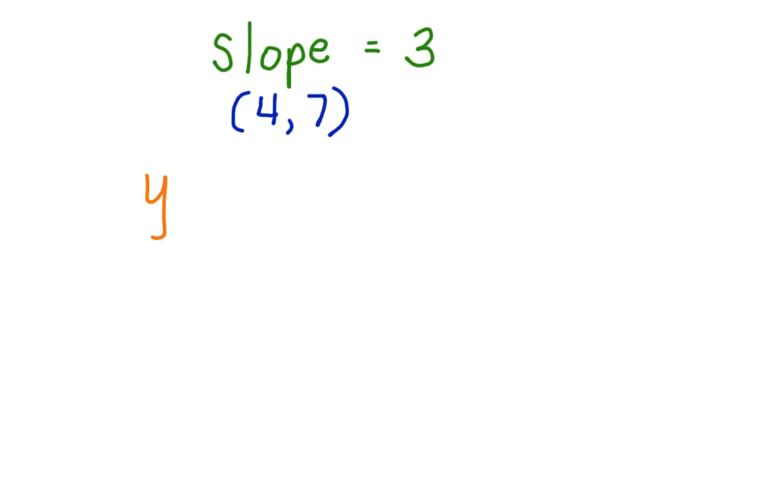 slope = 3
(4, 7)
y